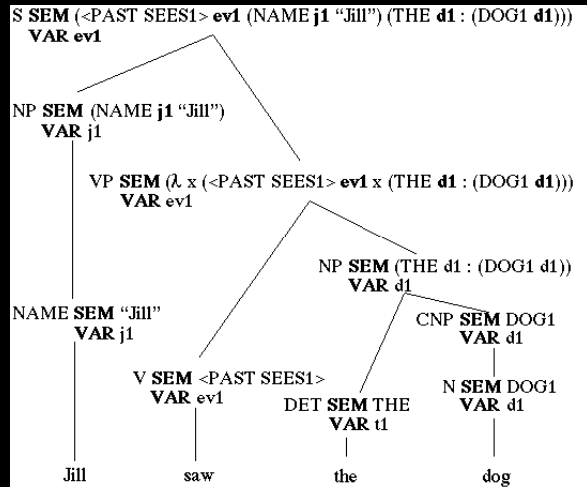 S SEM (<PAST SEES1> ev1 (NAME j1 “Jill”) (THE d1 : (DOG1 d1)))
VAR ev1
NP SEM (NAME j1 “Jill”)
VAR j1
VP SEM (λ x (<PAST SEES1> ev1 x (THE d1 : (DOG1 d1)))
VAR ev1
NP SEM (THE d1 : (DOG1 d1))
VAR d1
NAME SEM “Jill”
VAR j1
CNP SEM DOG1
VAR d1
V SEM <PAST SEES1>
VAR ev1
N SEM DOG1
VAR d1
DET SEM THE
VAR t1
Jill saw the dog